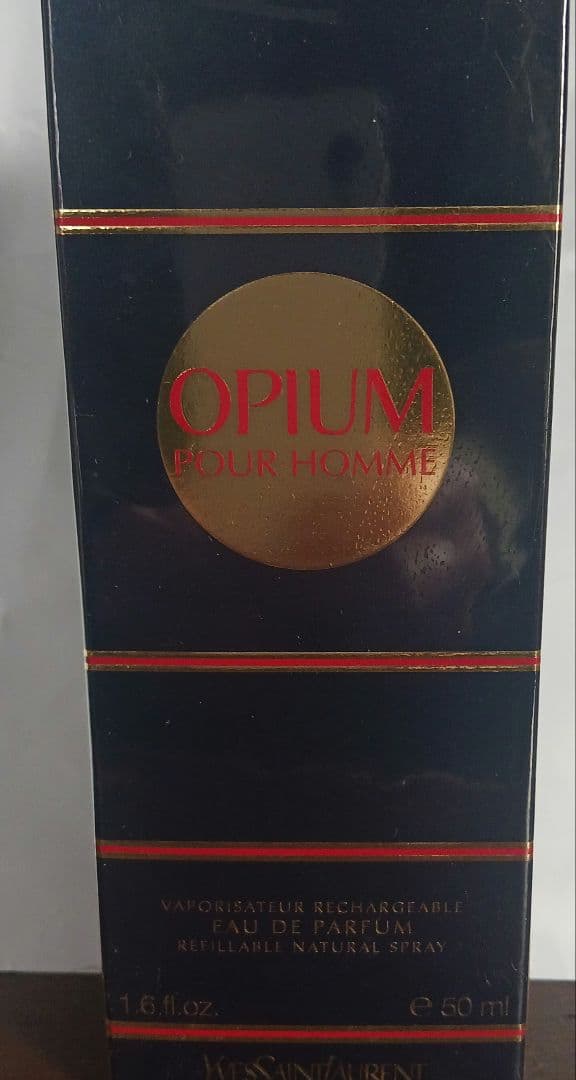 OPIUM
POUR HOMME
VAPORISATEUR RECHARGEABLE
EAU DE PARFUM
REFILLABLE NATURAL SPRAY
1.6.fl.oz. e 50 ml
YVESSAINTLAURENT